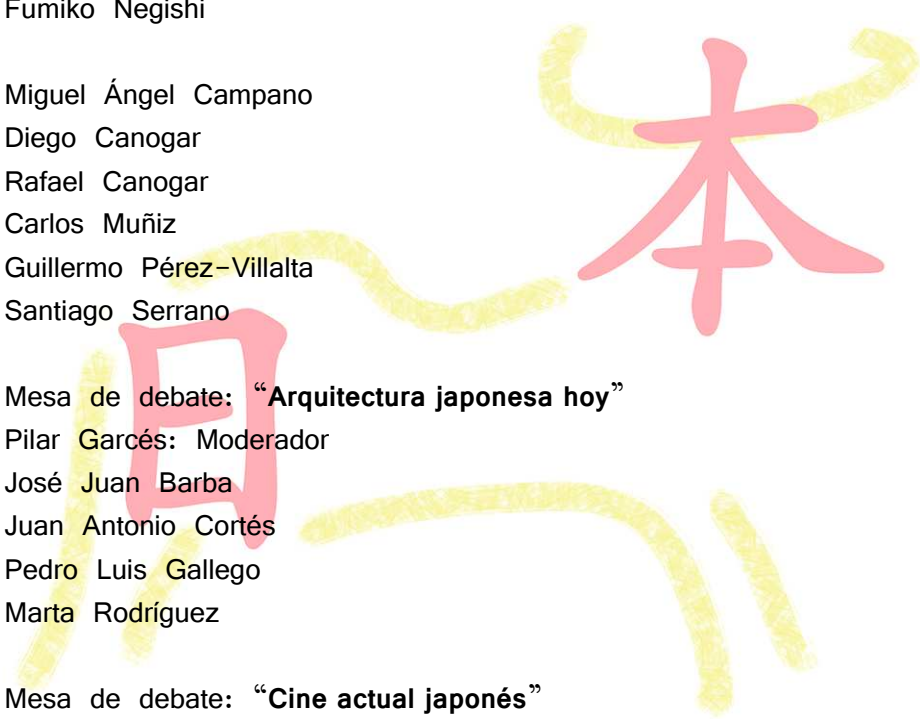 Fumiko Negishi
Miguel Ángel Campano
Diego Canogar
Rafael Canogar
Carlos Muñiz
Guillermo Pérez-Villalta
Santiago Serrano
Mesa de debate: “Arquitectura japonesa hoy”
Pilar Garcés: Moderador
José Juan Barba
Juan Antonio Cortés
Pedro Luis Gallego
Marta Rodríguez
Mesa de debate: “Cine actual japonés”
日
本